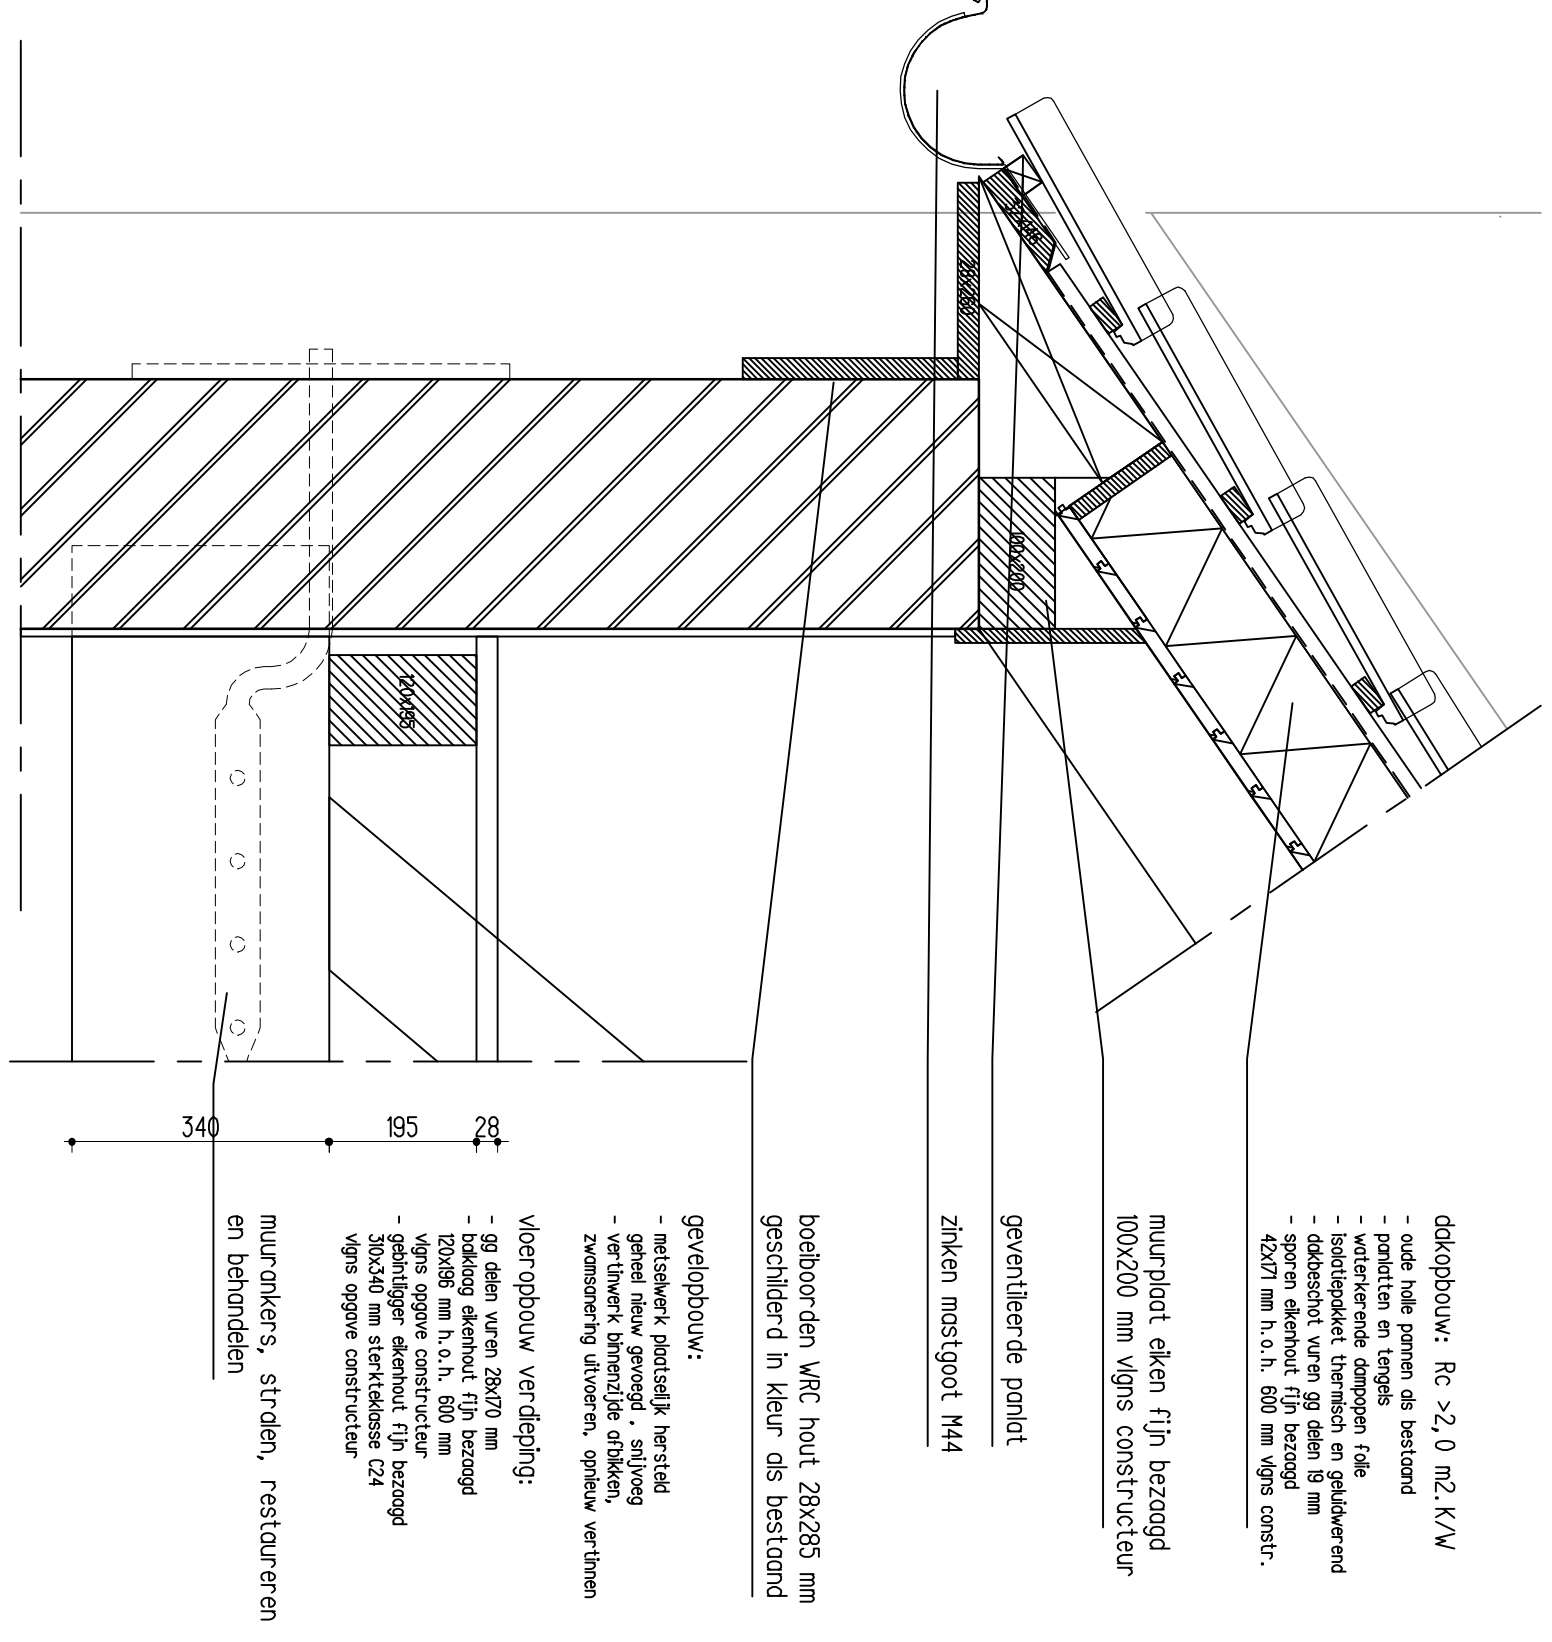 dakopbouw: Rc >2,0 m2.K/W
- oude holle pannen als bestaand
- panlatten en tengels
- waterkerende dampopen folie
- isolatiepakket thermisch en geluidwerend
- dakbeschot vuren gg delen 19 mm
- sporen eikenhout fijn bezaagd
42x171 mm h.o.h. 600 mm vlgns constr.
muurplaat eiken fijn bezaagd
100x200 mm vlgns constructeur
geventileerde panlat
zinken mastgoot M44
boeiboorden WRC hout 28x285 mm
geschilderd in kleur als bestaand
gevelopbouw:
- metselwerk plaatselijk hersteld
geheel nieuw gevoegd, snijvoeg
- vertinwerk binnenzijde afbikken,
zwamsanering uitvoeren, opnieuw vertinnen
vloeropbouw verdieping:
- gg delen vuren 28x170 mm
- balklaag eikenhout fijn bezaagd
120x196 mm h.o.h. 600 mm
vlgns opgave constructeur
- gebintligger eikenhout fijn bezaagd
310x340 mm sterkteklasse C24
vlgns opgave constructeur
muurankers, stralen, restaureren
en behandelen
28x260
100x200
120x195
28
195
340